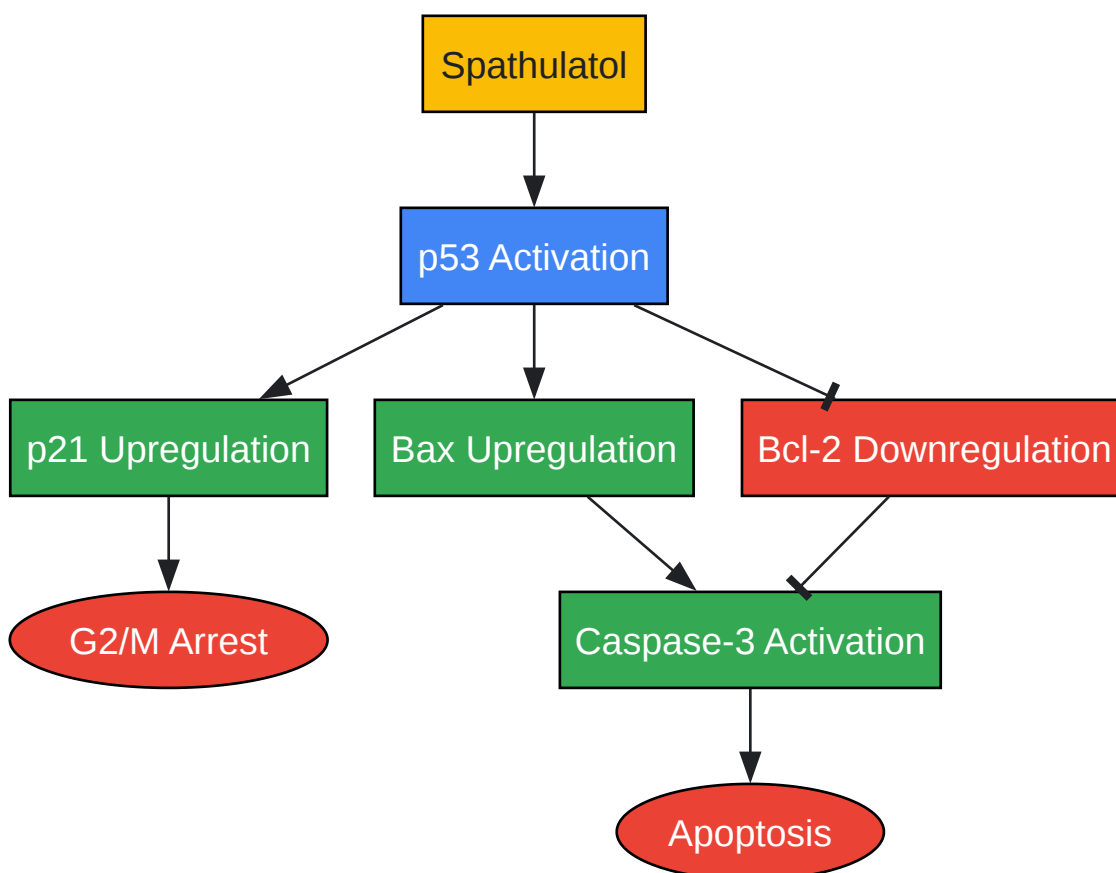 Spathulatol
p53 Activation
p21 Upregulation
Bax Upregulation
Bcl-2 Downregulation
G2/M Arrest
Caspase-3 Activation
Apoptosis